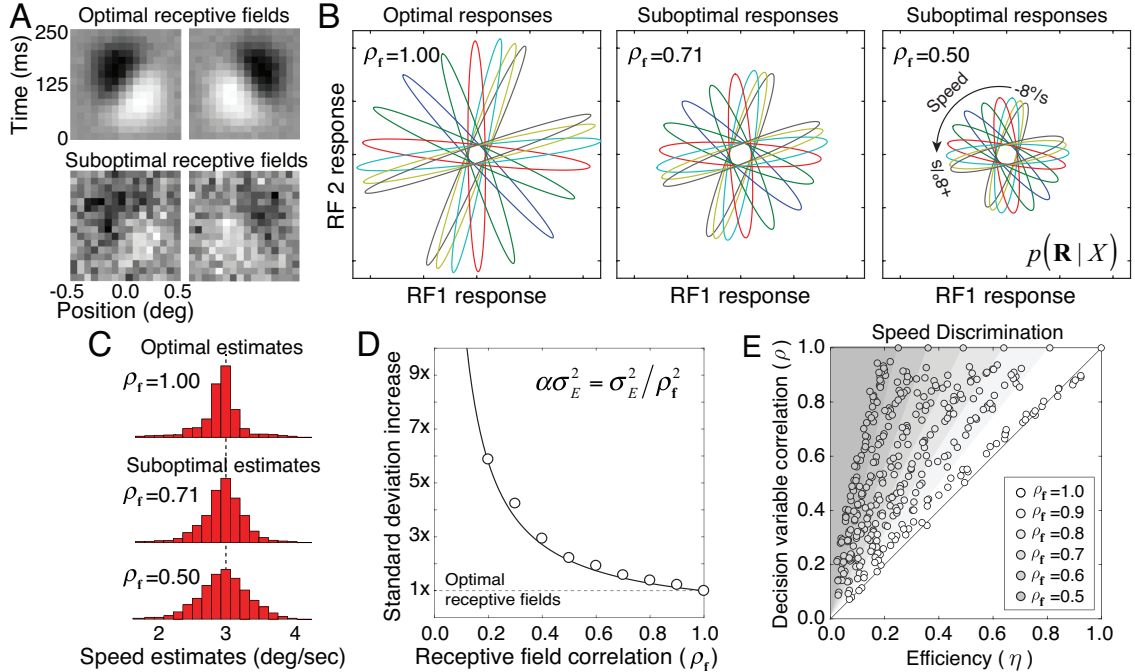 A
Optimal receptive fields
Time (ms)
250
125
0
Suboptimal receptive fields
-0.5 0.0 0.5
Position (deg)
B
Optimal responses
ρf =1.00
RF 2 response
RF1 response
Suboptimal responses
ρf =0.71
RF1 response
Suboptimal responses
ρf =0.50
Speed
-8º/s
+8º/s
p(R | X)
RF1 response
C
Optimal estimates
ρf =1.00
Suboptimal estimates
ρf =0.71
ρf =0.50
2 3 4
Speed estimates (deg/sec)
D
Standard deviation increase
9x
7x
5x
3x
1x
ασ²E = σ²E/ρ²f
Optimal
receptive fields
0.0 0.2 0.4 0.6 0.8 1.0
Receptive field correlation (ρf)
E
Speed Discrimination
Decision variable correlation (ρ)
1.0
0.8
0.6
0.4
0.2
0.0
ρf =1.0
ρf =0.9
ρf =0.8
ρf =0.7
ρf =0.6
ρf =0.5
0.0 0.2 0.4 0.6 0.8 1.0
Efficiency (η)